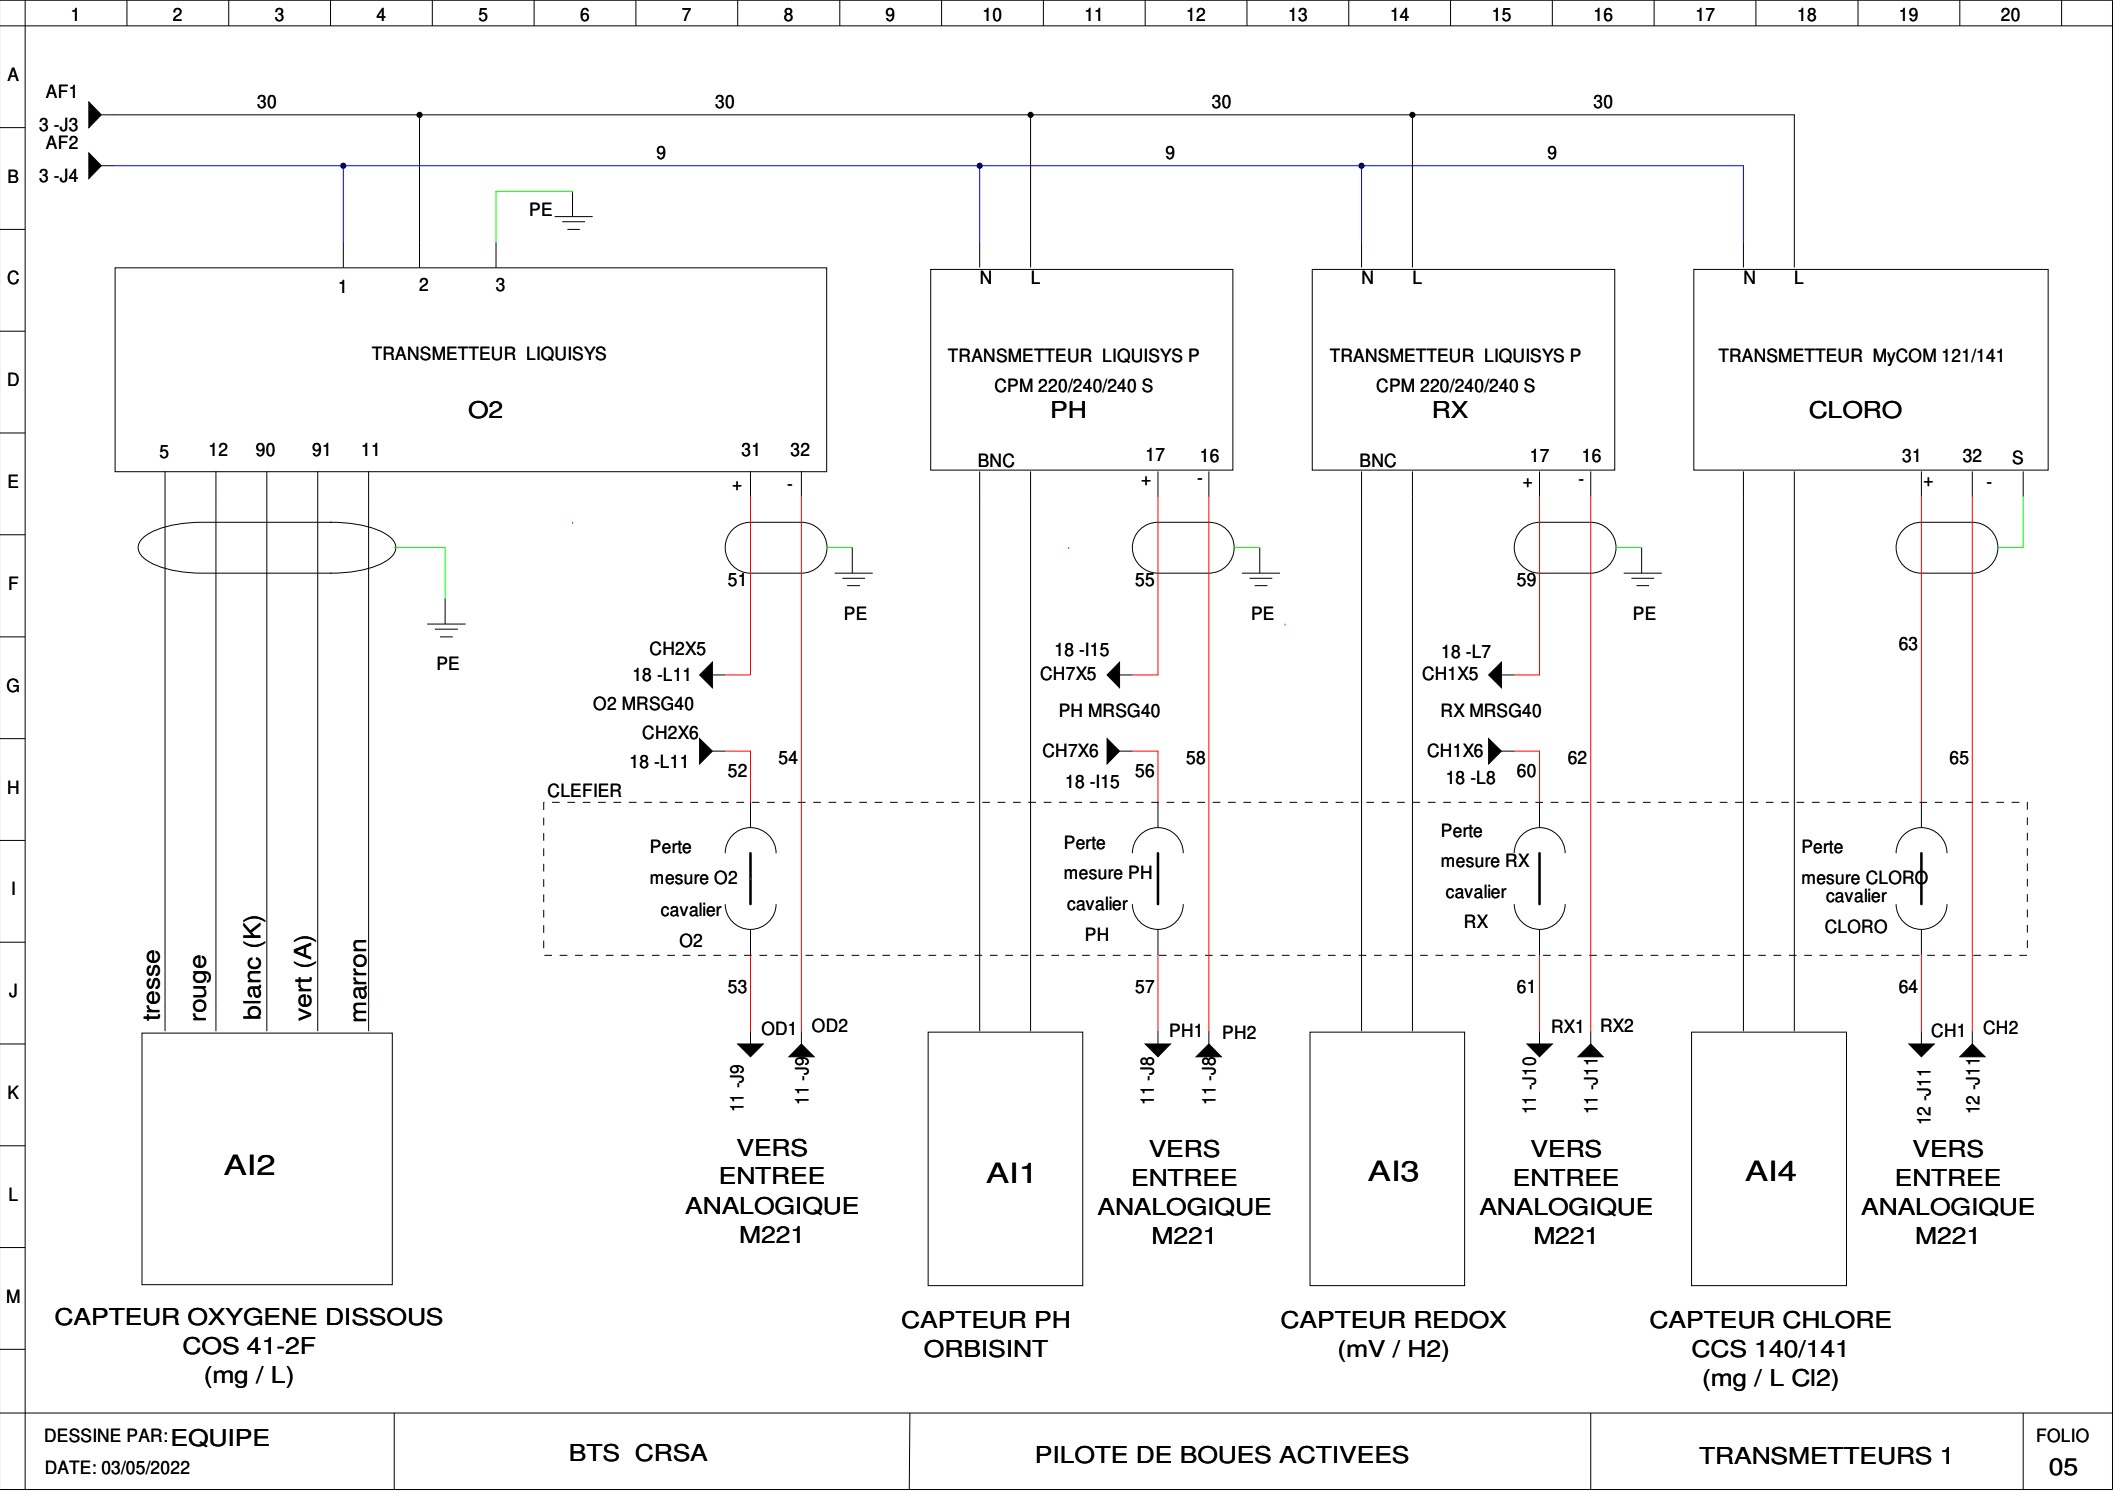 1 2 3 4 5 6 7 8 9 10 11 12 13 14 15 16 17 18 19 20
A
B
C
D
E
F
G
H
I
J
K
L
M
AF1
3 -J3
AF2
3 -J4
30 30 30 30
9 9 9
PE
1 2 3
TRANSMETTEUR LIQUISYS
O2
5 12 90 91 11 31 32
+ -
N L
TRANSMETTEUR LIQUISYS P
CPM 220/240/240 S
PH
BNC 17 16
+ -
N L
TRANSMETTEUR LIQUISYS P
CPM 220/240/240 S
RX
BNC 17 16
+ -
N L
TRANSMETTEUR MyCOM 121/141
CLORO
31 32 S
+ -
PE
51
PE
CH2X5
18 -L11
O2 MRSG40
CH2X6
18 -L11
52
54
55
PE
18 -I15
CH7X5
PH MRSG40
CH7X6
18 -I15
56
58
59
PE
18 -L7
CH1X5
RX MRSG40
CH1X6
18 -L8
60
62
63
65
CLEFIER
Perte
mesure O2
cavalier
O2
Perte
mesure PH
cavalier
PH
Perte
mesure RX
cavalier
RX
Perte
mesure CLORO
cavalier
CLORO
tresse
rouge
blanc (K)
vert (A)
marron
53
OD1 OD2
11 -J9
11 -J9
57
PH1 PH2
11 -J8
11 -J8
61
RX1 RX2
11 -J10
11 -J11
64
CH1 CH2
12 -J11
12 -J11
AI2
VERS
ENTREE
ANALOGIQUE
M221
AI1
VERS
ENTREE
ANALOGIQUE
M221
AI3
VERS
ENTREE
ANALOGIQUE
M221
AI4
VERS
ENTREE
ANALOGIQUE
M221
CAPTEUR OXYGENE DISSOUS
COS 41-2F
(mg / L)
CAPTEUR PH
ORBISINT
CAPTEUR REDOX
(mV / H2)
CAPTEUR CHLORE
CCS 140/141
(mg / L Cl2)
DESSINE PAR: EQUIPE
DATE: 03/05/2022
BTS CRSA
PILOTE DE BOUES ACTIVEES
TRANSMETTEURS 1
FOLIO
05